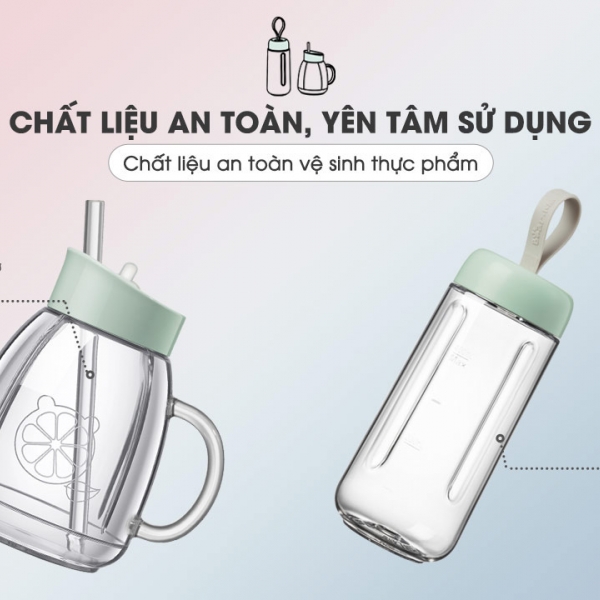 CHẤT LIỆU AN TOÀN, YÊN TÂM SỬ DỤNG
Chất liệu an toàn vệ sinh thực phẩm